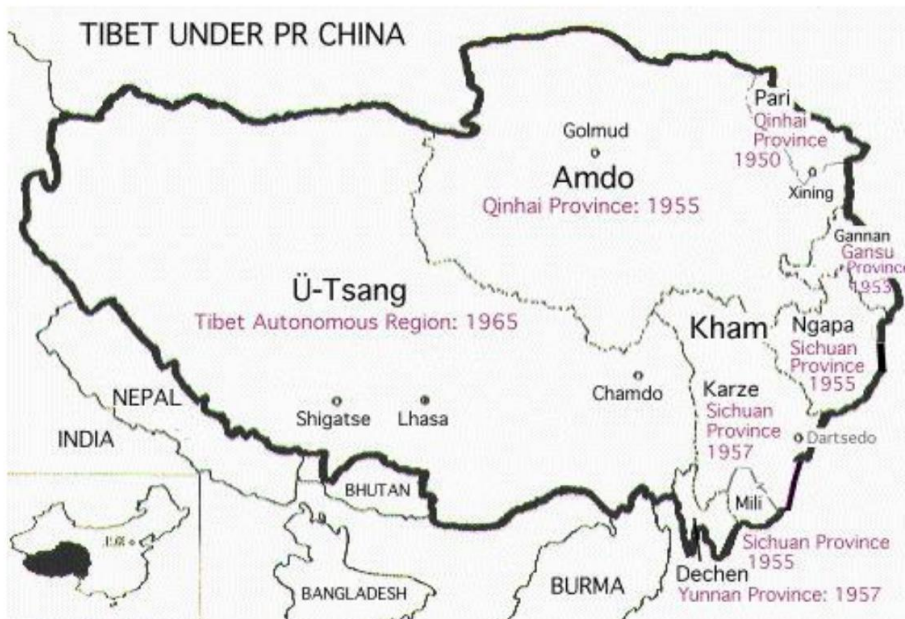 TIBET UNDER PR CHINA
Pari
Qinhai
Province
1950
Golmud
Amdo
Qinhai Province: 1955
Xining
Gannan
Gansu
Province
1953
Ü-Tsang
Tibet Autonomous Region: 1965
Kham
Ngapa
Sichuan
Province
1955
Chamdo
Karze
Sichuan
Province
1957
Shigatse
Lhasa
NEPAL
INDIA
Dartsedo
BHUTAN
Mili
Sichuan Province
1955
Dechen
Yunnan Province: 1957
BANGLADESH
BURMA